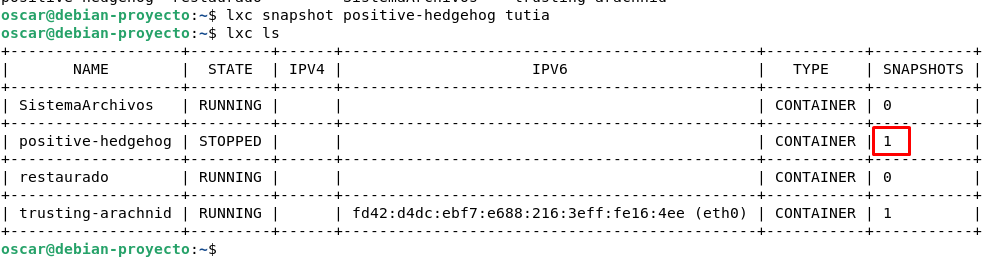 oscar@debian-proyecto:~$ lxc snapshot positive-hedgehog tutia
oscar@debian-proyecto:~$ lxc ls
+-------------------+---------+------+-----------------------------------------------+-----------+-----------+
| NAME | STATE | IPV4 | IPV6 | TYPE | SNAPSHOTS |
+-------------------+---------+------+-----------------------------------------------+-----------+-----------+
| SistemaArchivos | RUNNING | | | CONTAINER | 0 |
+-------------------+---------+------+-----------------------------------------------+-----------+-----------+
| positive-hedgehog | STOPPED | | | CONTAINER | 1 |
+-------------------+---------+------+-----------------------------------------------+-----------+-----------+
| restaurado | RUNNING | | | CONTAINER | 0 |
+-------------------+---------+------+-----------------------------------------------+-----------+-----------+
| trusting-arachnid | RUNNING | | fd42:d4dc:ebf7:e688:216:3eff:fe16:4ee (eth0) | CONTAINER | 1 |
+-------------------+---------+------+-----------------------------------------------+-----------+-----------+
oscar@debian-proyecto:~$